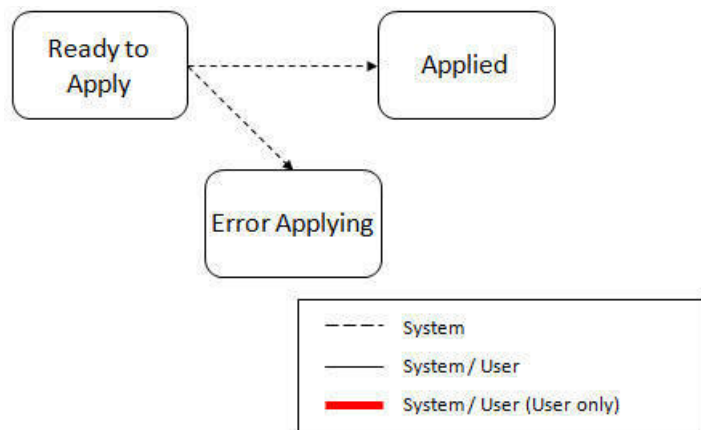 Ready to
Apply
Applied
Error Applying
System
System / User
System / User (User only)